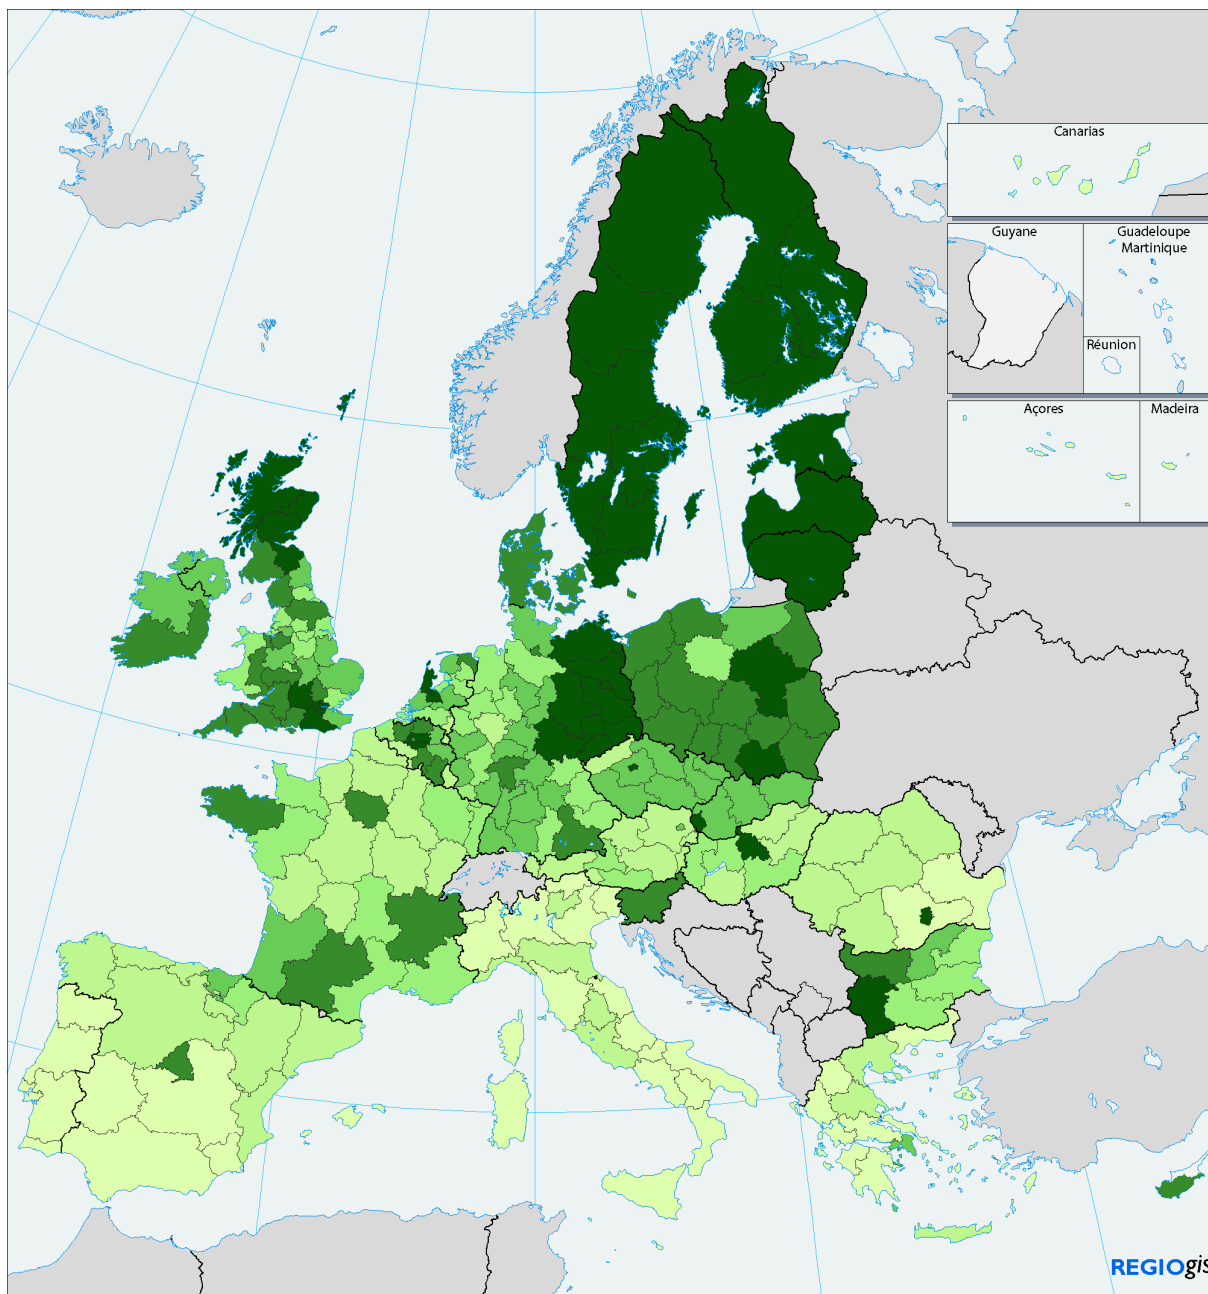 Canarias
Guyane
Guadeloupe
Martinique
Réunion
Açores
Madeira
REGIOgis